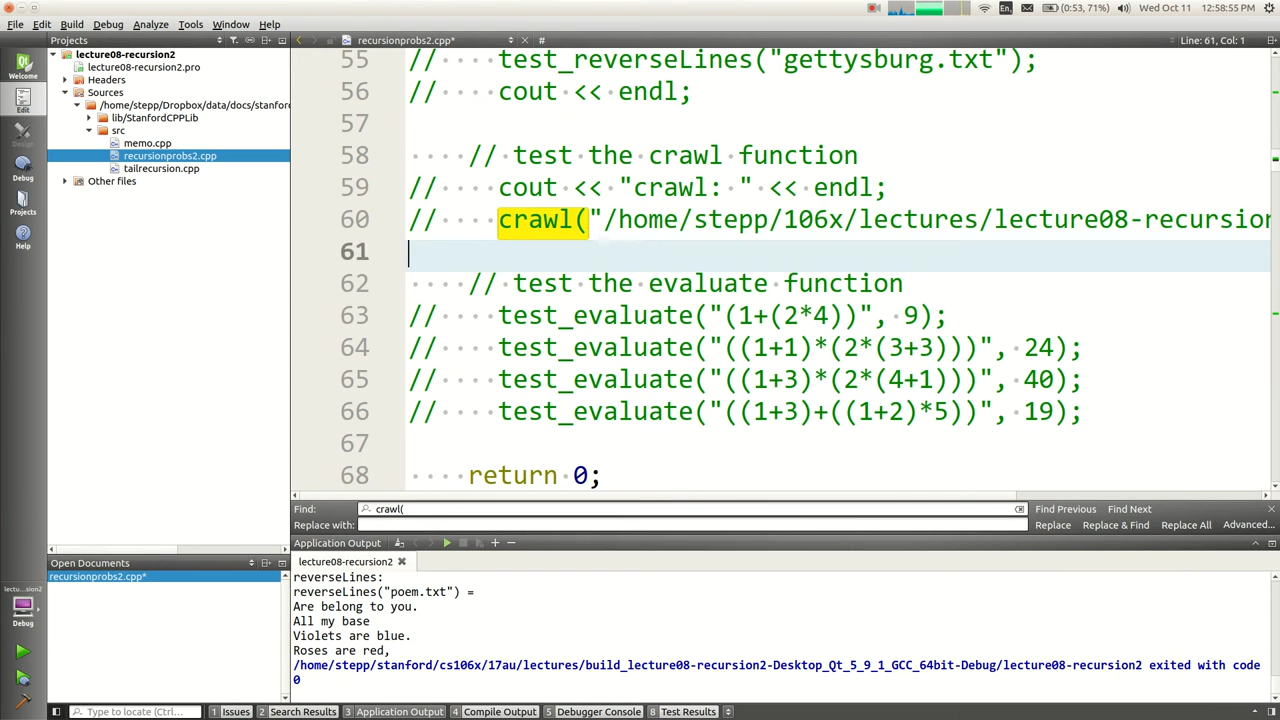 (0:53, 71%) Wed Oct 11 12:58:55 PM
En
File Edit Build Debug Analyze Tools Window Help
Projects
recursionprobs2.cpp*
#
Line: 61, Col: 1
Welcome
Edit
Design
Debug
Projects
Help
lecture08-recursion2
lecture08-recursion2.pro
Headers
Sources
/home/stepp/Dropbox/data/docs/stanford
lib/StanfordCPPLib
src
memo.cpp
recursionprobs2.cpp
tailrecursion.cpp
Other files
55 // test_reverseLines("gettysburg.txt");
56 // cout << endl;
57
58 // test the crawl function
59 // cout << "crawl: " << endl;
60 // crawl("/home/stepp/106x/lectures/lecture08-recursion
61
62 // test the evaluate function
63 // test_evaluate("(1+(2*4))", 9);
64 // test_evaluate("((1+1)*(2*(3+3)))", 24);
65 // test_evaluate("((1+3)*(2*(4+1)))", 40);
66 // test_evaluate("((1+3)+((1+2)*5))", 19);
67
68 return 0;
Find: crawl( Find Previous Find Next
Replace with: Replace Replace & Find Replace All Advanced...
Application Output
lecture08-recursion2
reverseLines:
reverseLines("poem.txt") =
Are belong to you.
All my base
Violets are blue.
Roses are red,
/home/stepp/stanford/cs106x/17au/lectures/build_lecture08-recursion2-Desktop_Qt_5_9_1_GCC_64bit-Debug/lecture08-recursion2 exited with code
0
Open Documents
recursionprobs2.cpp*
lectu...sion2
Debug
Type to locate (Ctrl...
1 Issues 2 Search Results 3 Application Output 4 Compile Output 5 Debugger Console 8 Test Results